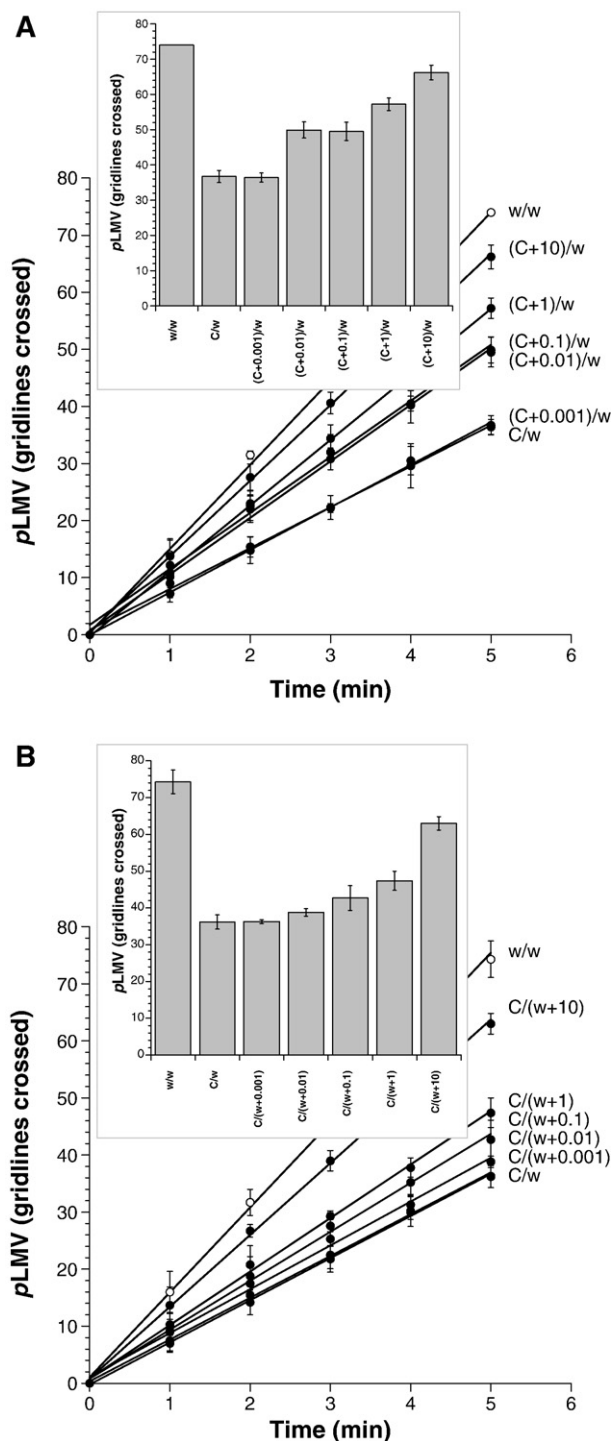 A
80
70
60
50
40
30
20
10
0
pLMV (gridlines crossed)
w/w
C/w
(C+0.001)/w
(C+0.01)/w
(C+0.1)/w
(C+1)/w
(C+10)/w
80
70
60
50
40
30
20
10
0
pLMV (gridlines crossed)
w/w
(C+10)/w
(C+1)/w
(C+0.1)/w
(C+0.01)/w
(C+0.001)/w
C/w
0 1 2 3 4 5 6
Time (min)
B
80
70
60
50
40
30
20
10
0
pLMV (gridlines crossed)
w/w
C/w
C/(w+0.001)
C/(w+0.01)
C/(w+0.1)
C/(w+1)
C/(w+10)
80
70
60
50
40
30
20
10
0
pLMV (gridlines crossed)
w/w
C/(w+10)
C/(w+1)
C/(w+0.1)
C/(w+0.01)
C/(w+0.001)
C/w
0 1 2 3 4 5 6
Time (min)